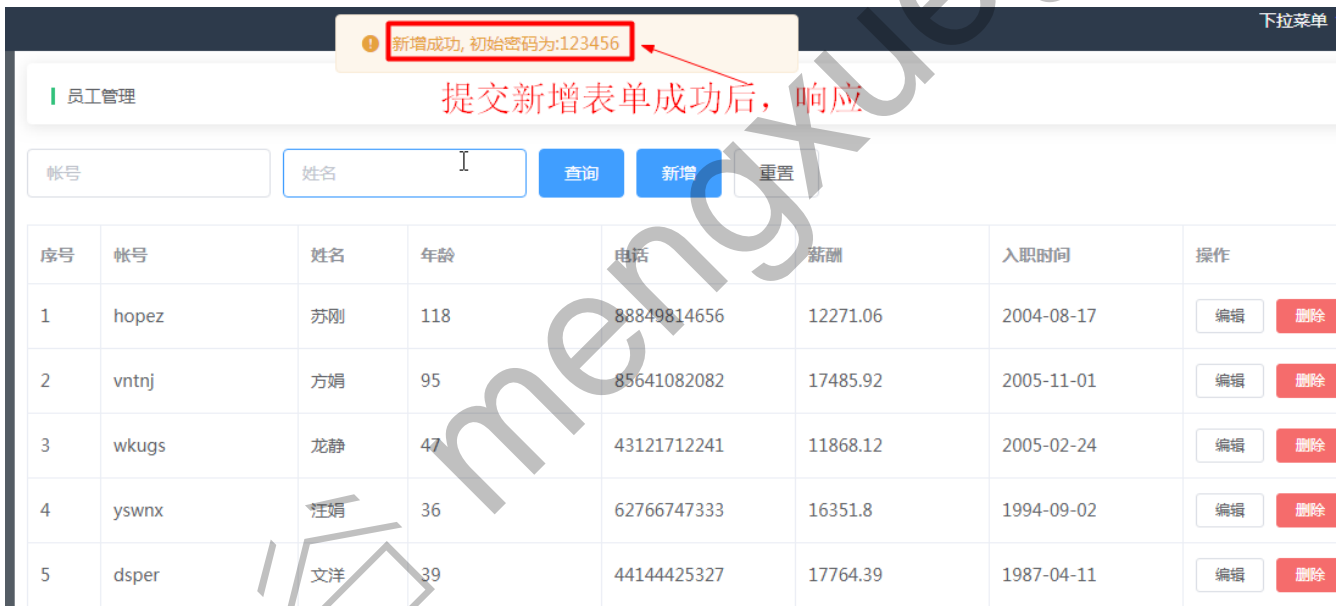 下拉菜单
新增成功, 初始密码为:123456
员工管理
提交新增表单成功后，响应
帐号 姓名 查询 新增 重置
序号 帐号 姓名 年龄 电话 薪酬 入职时间 操作
1 hopez 苏刚 118 88849814656 12271.06 2004-08-17 编辑 删除
2 vntnj 方娟 95 85641082082 17485.92 2005-11-01 编辑 删除
3 wkugs 龙静 47 43121712241 11868.12 2005-02-24 编辑 删除
4 yswnx 汪娟 36 62766747333 16351.8 1994-09-02 编辑 删除
5 dsper 文洋 39 44144425327 17764.39 1987-04-11 编辑 删除
谷 mengxue